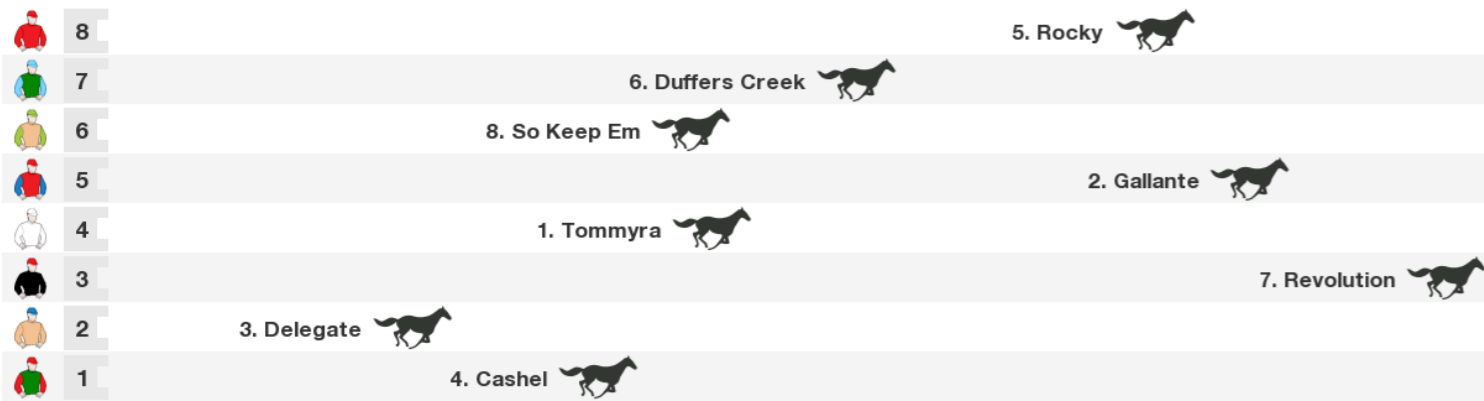 8 5. Rocky
7 6. Duffers Creek
6 8. So Keep Em
5 2. Gallante
4 1. Tommyra
3 7. Revolution
2 3. Delegate
1 4. Cashel